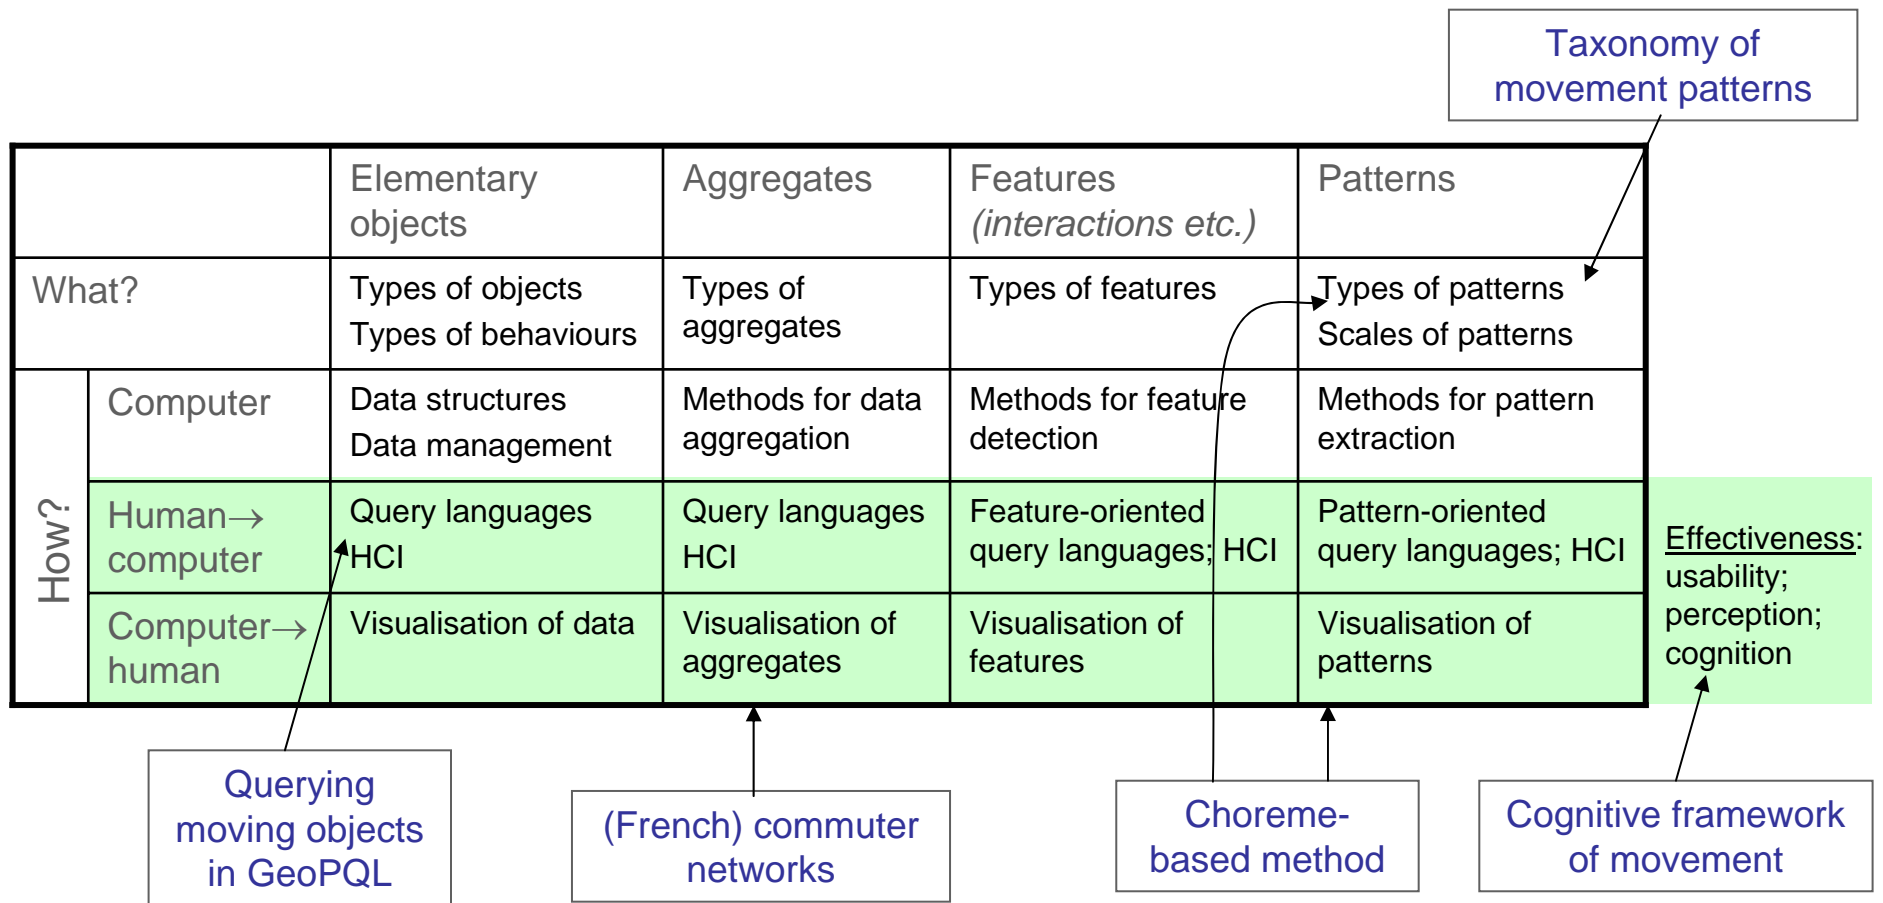 Taxonomy of
movement patterns
Elementary
objects
Aggregates
Features
(interactions etc.)
Patterns
What?
Types of objects
Types of behaviours
Types of
aggregates
Types of features
Types of patterns
Scales of patterns
How?
Computer
Data structures
Data management
Methods for data
aggregation
Methods for feature
detection
Methods for pattern
extraction
Human→
computer
Query languages
HCI
Query languages
HCI
Feature-oriented
query languages; HCI
Pattern-oriented
query languages; HCI
Computer→
human
Visualisation of data
Visualisation of
aggregates
Visualisation of
features
Visualisation of
patterns
Effectiveness:
usability;
perception;
cognition
Querying
moving objects
in GeoPQL
(French) commuter
networks
Choreme-
based method
Cognitive framework
of movement